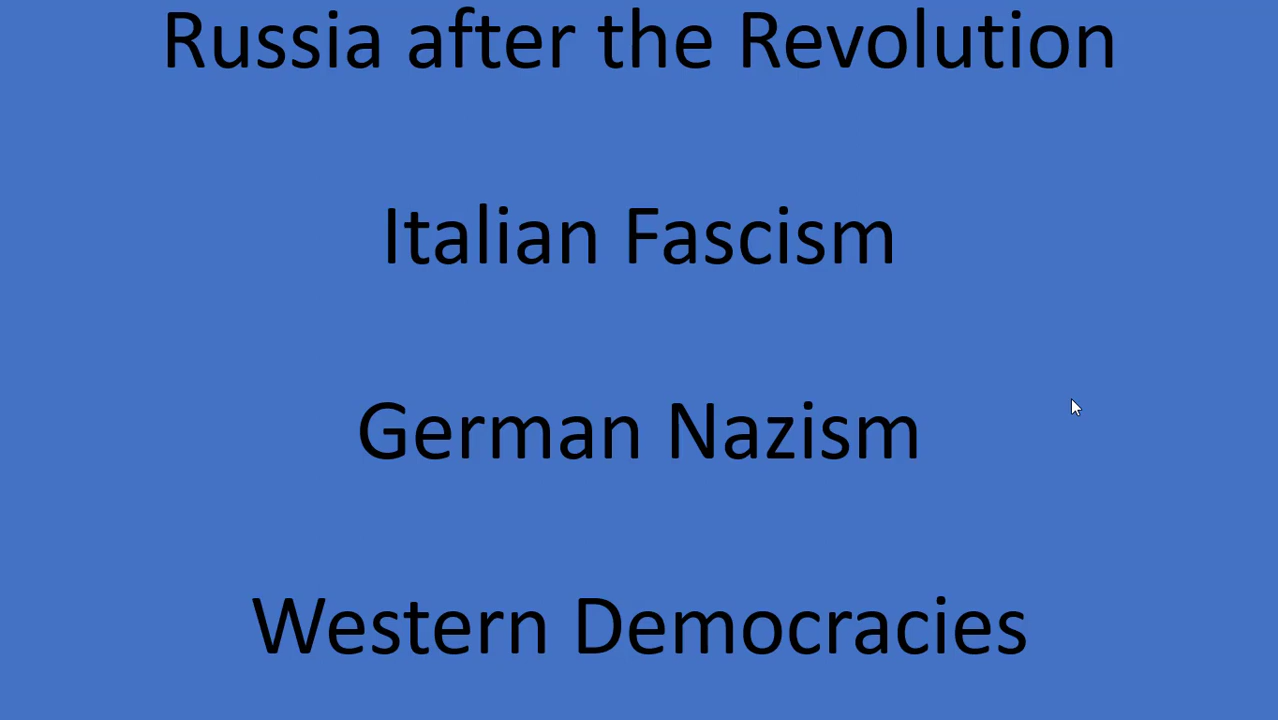 Russia after the Revolution
Italian Fascism
German Nazism
Western Democracies